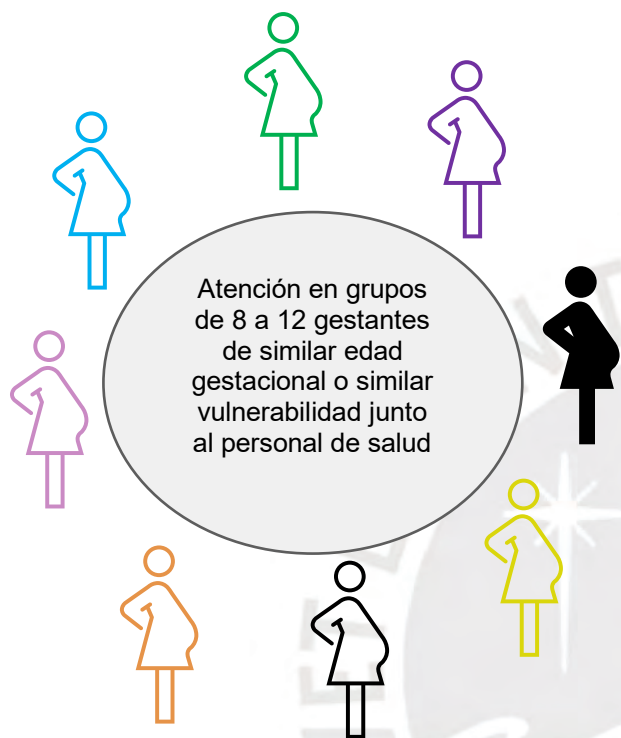 Atención en grupos
de 8 a 12 gestantes
de similar edad
gestacional o similar
vulnerabilidad junto
al personal de salud